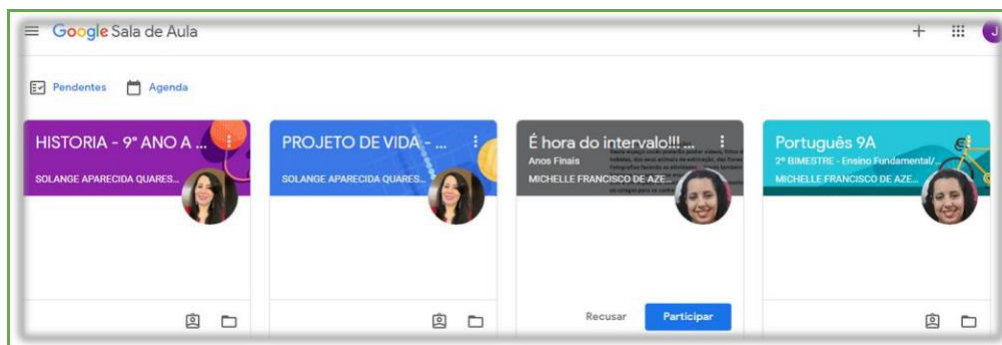 Google Sala de Aula
J
Pendentes Agenda
HISTORIA - 9° ANO A ...
SOLANGE APARECIDA QUARES...
PROJETO DE VIDA - ...
SOLANGE APARECIDA QUARES...
É hora do intervalo!!! ...
Anos Finais
MICHELLE FRANCISCO DE AZE...
Recusar Participar
Português 9A
2º BIMESTRE - Ensino Fundamental/...
MICHELLE FRANCISCO DE AZE...